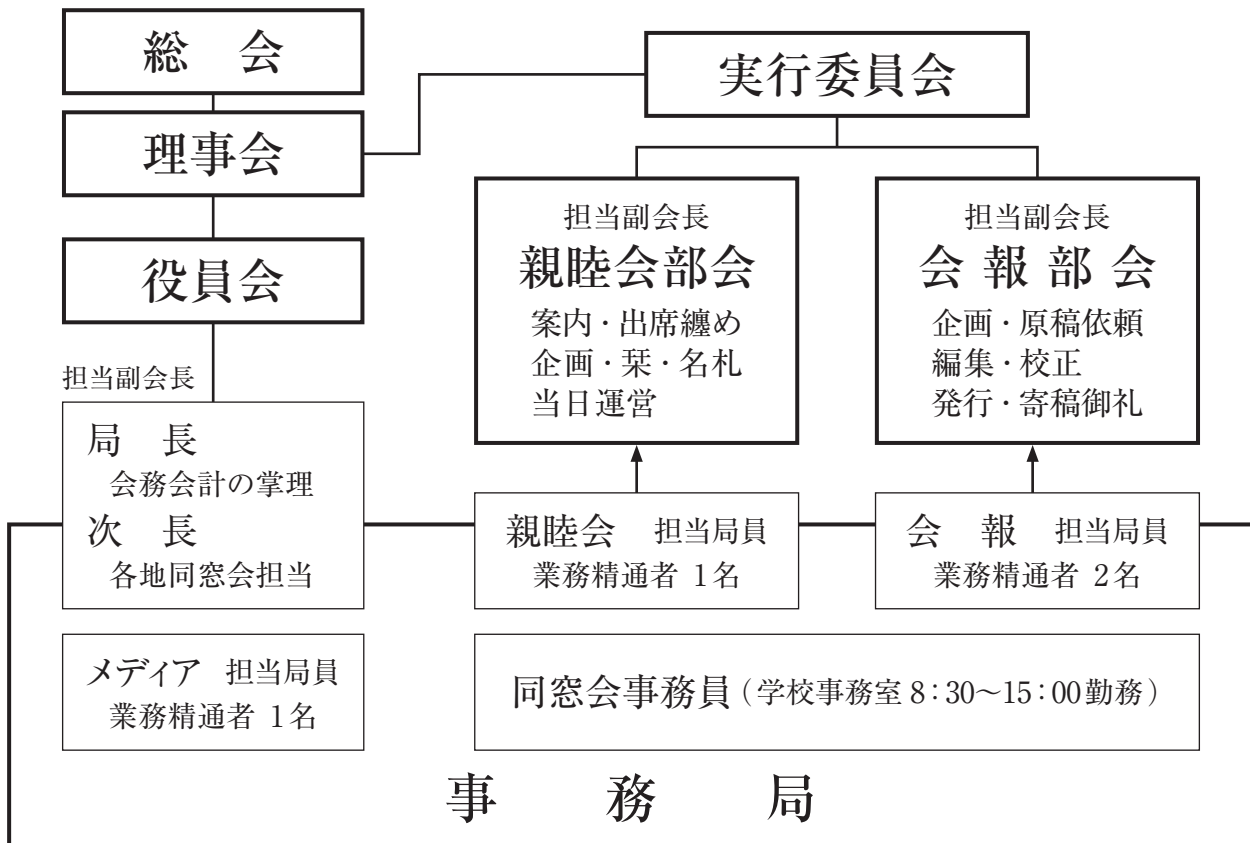 総　会
理事会
役員会
実行委員会
担当副会長
親睦会部会
案内・出席纏め
企画・栞・名札
当日運営
担当副会長
会報部会
企画・原稿依頼
編集・校正
発行・寄稿御礼
担当副会長
局　長
会務会計の掌理
次　長
各地同窓会担当
親睦会　担当局員
業務精通者 1名
会　報　担当局員
業務精通者 2名
メディア　担当局員
業務精通者 1名
同窓会事務員（学校事務室 8：30～15：00勤務）
事　務　局